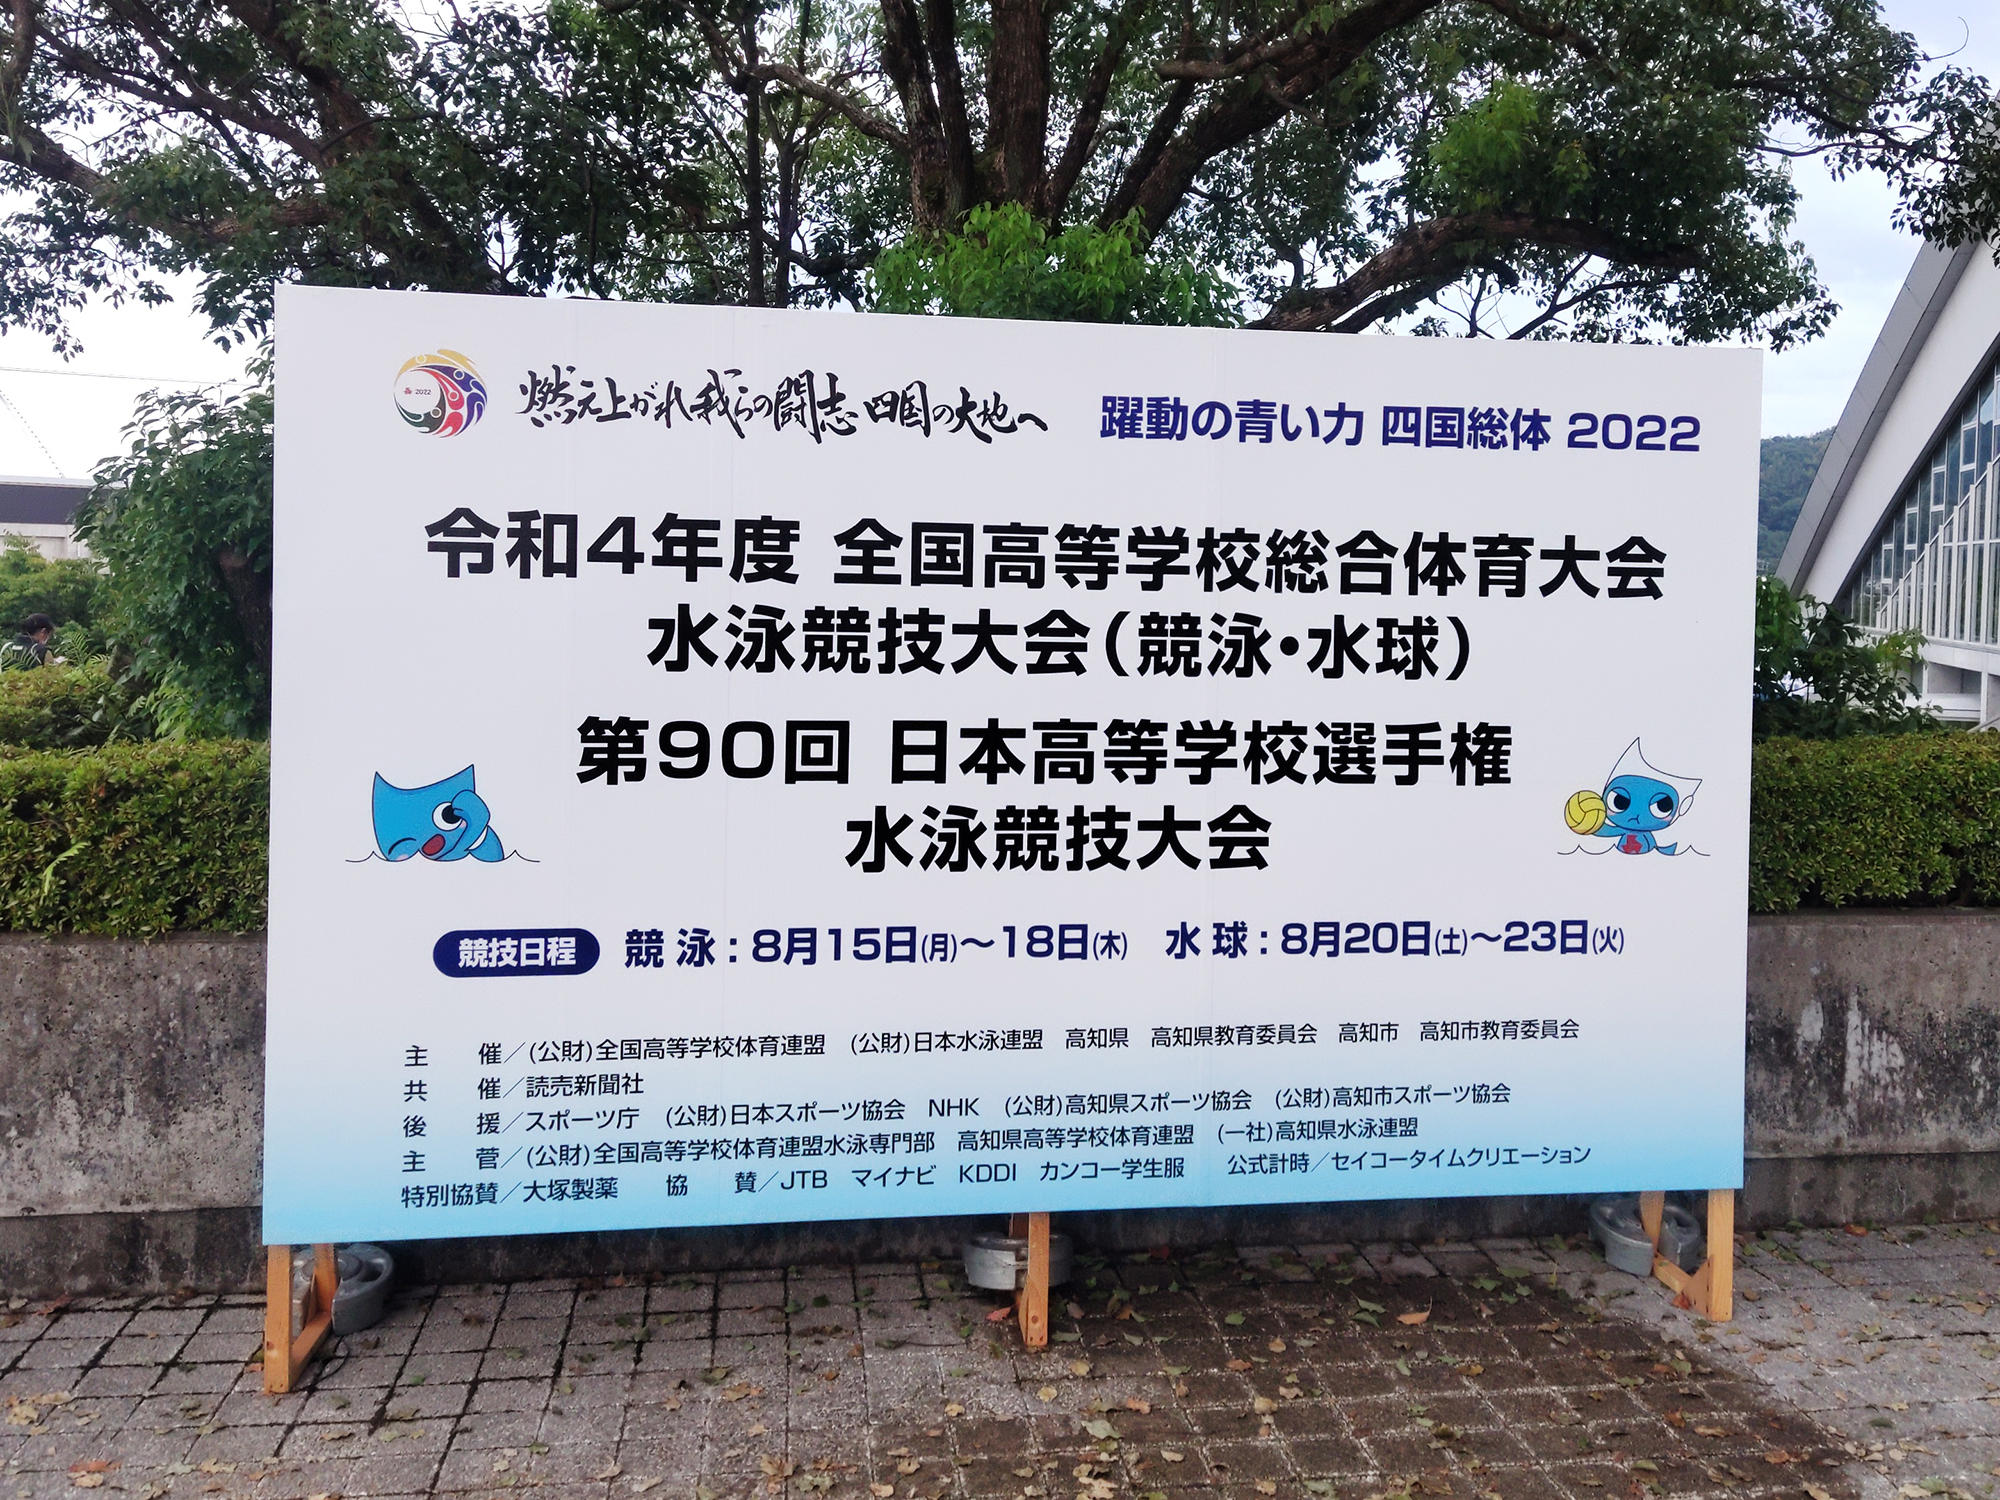 2022
燃え上がれ我らの闘志 四国の大地へ
躍動の青い力 四国総体 2022
令和4年度 全国高等学校総合体育大会
水泳競技大会(競泳・水球)
第90回 日本高等学校選手権
水泳競技大会
競技日程 競泳:8月15日(月)～18日(木) 水球:8月20日(土)～23日(火)
主催／(公財)全国高等学校体育連盟 (公財)日本水泳連盟 高知県 高知県教育委員会 高知市 高知市教育委員会
共催／読売新聞社
後援／スポーツ庁 (公財)日本スポーツ協会 NHK (公財)高知県スポーツ協会 (公財)高知市スポーツ協会
主菅／(公財)全国高等学校体育連盟水泳専門部 高知県高等学校体育連盟 (一社)高知県水泳連盟
特別協賛／大塚製薬 協賛／JTB マイナビ KDDI カンコー学生服 公式計時／セイコータイムクリエーション